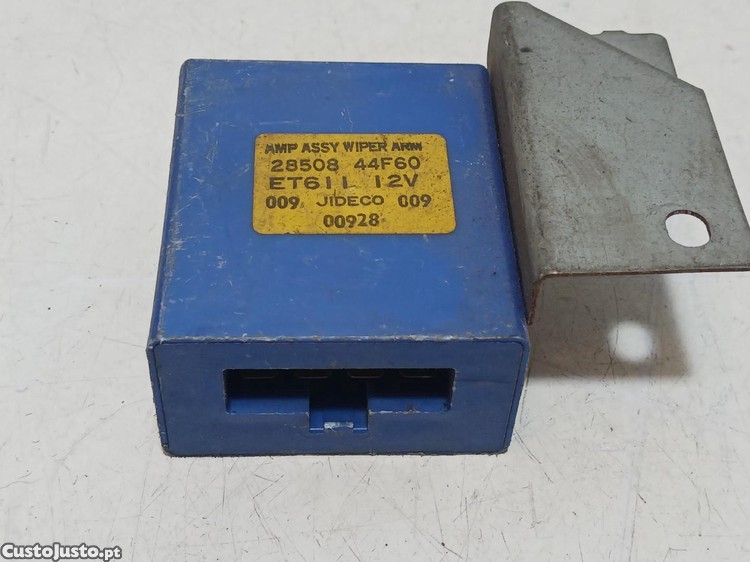 AMP ASSY WIPER ARM
28508 44F60
ET611 12V
009 JIDECO 009
00928
CustoJusto.pt